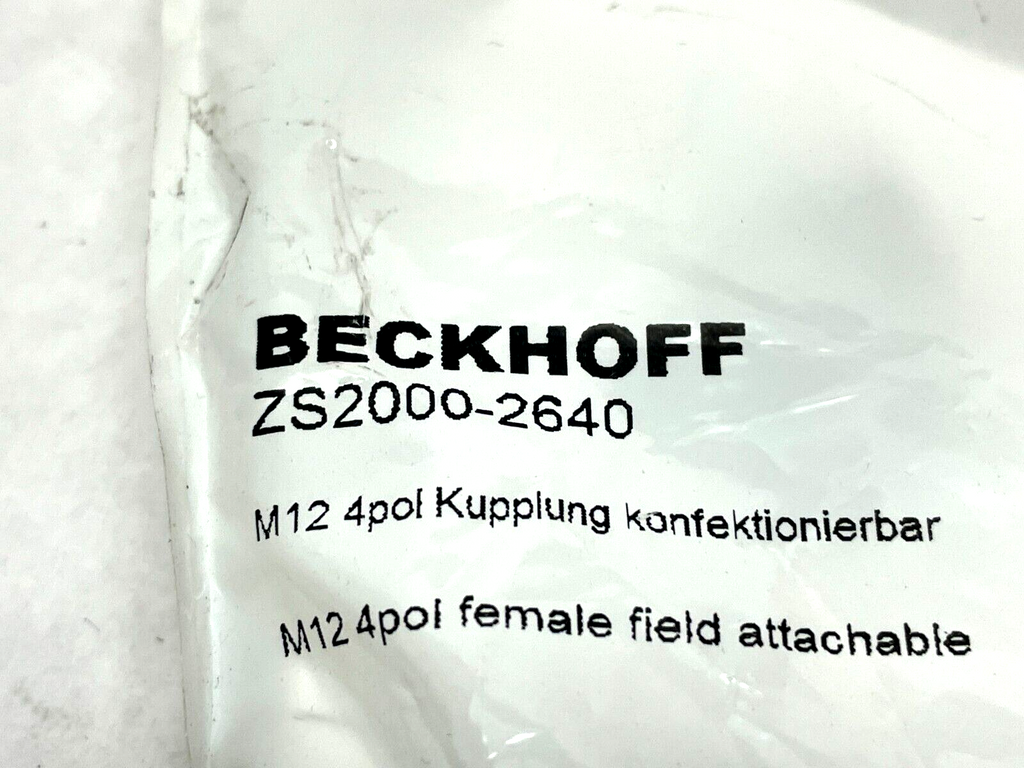 BECKHOFF
ZS2000-2640
M12 4pol Kupplung konfektionierbar
M12 4pol female field attachable